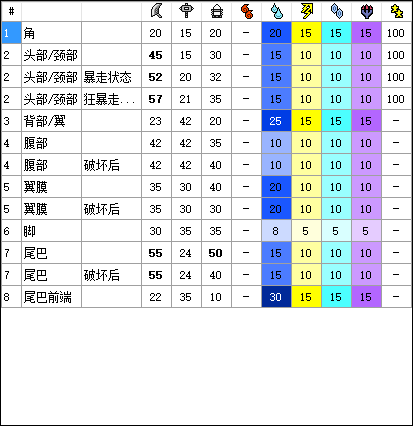 #
1 角 20 15 20 – 20 15 15 15 100
2 头部/颈部 45 15 30 – 15 10 10 10 100
2 头部/颈部 暴走状态 52 20 32 – 15 10 10 10 100
2 头部/颈部 狂暴走... 57 21 35 – 15 10 10 10 100
3 背部/翼 23 42 20 – 25 15 15 15 –
4 腹部 42 42 35 – 10 10 10 10 –
4 腹部 破坏后 42 42 40 – 10 10 10 10 –
5 翼膜 35 30 40 – 20 10 10 10 –
5 翼膜 破坏后 35 30 30 – 20 10 10 10 –
6 脚 30 35 35 – 8 5 5 5 –
7 尾巴 55 24 50 – 15 10 10 10 –
7 尾巴 破坏后 55 24 40 – 15 10 10 10 –
8 尾巴前端 22 35 10 – 30 15 15 15 –